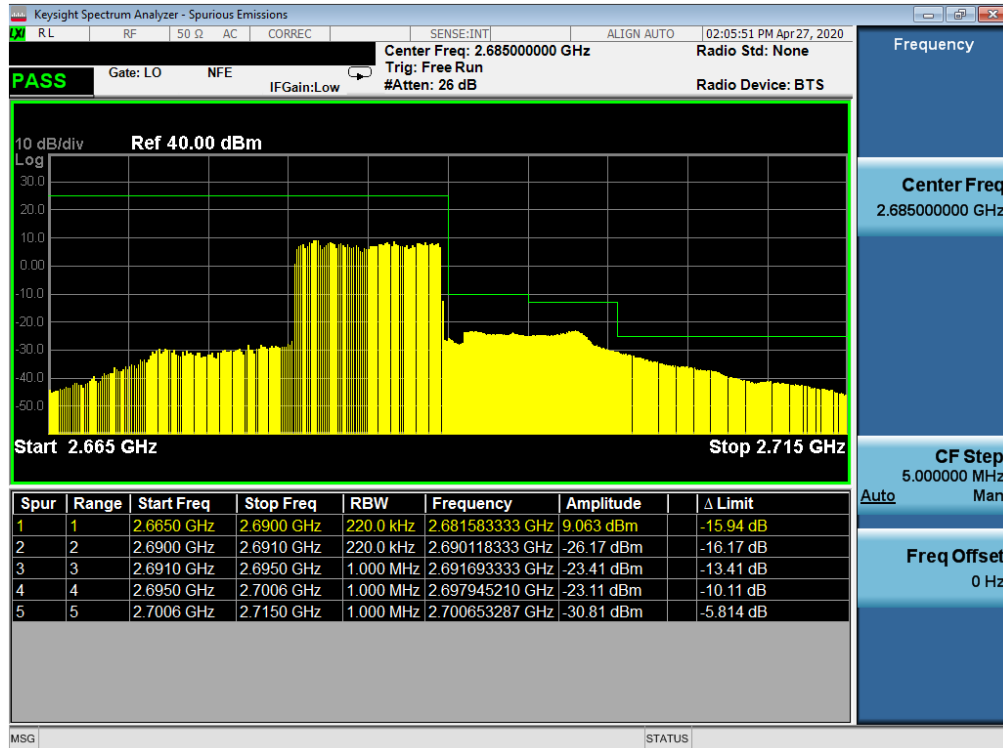 Keysight Spectrum Analyzer - Spurious Emissions
LXI RL RF 50 Ω AC CORREC SENSE:INT ALIGN AUTO 02:05:51 PM Apr 27, 2020
Center Freq: 2.685000000 GHz Radio Std: None
PASS Gate: LO NFE Trig: Free Run
IFGain:Low #Atten: 26 dB Radio Device: BTS
Frequency
10 dB/div Ref 40.00 dBm
Log
30.0
20.0
10.0
0.00
-10.0
-20.0
-30.0
-40.0
-50.0
Start 2.665 GHz Stop 2.715 GHz
Center Freq
2.685000000 GHz
CF Step
5.000000 MHz
Auto Man
Freq Offset
0 Hz
Spur Range Start Freq Stop Freq RBW Frequency Amplitude Δ Limit
1 1 2.6650 GHz 2.6900 GHz 220.0 kHz 2.681583333 GHz 9.063 dBm -15.94 dB
2 2 2.6900 GHz 2.6910 GHz 220.0 kHz 2.690118333 GHz -26.17 dBm -16.17 dB
3 3 2.6910 GHz 2.6950 GHz 1.000 MHz 2.691693333 GHz -23.41 dBm -13.41 dB
4 4 2.6950 GHz 2.7006 GHz 1.000 MHz 2.697945210 GHz -23.11 dBm -10.11 dB
5 5 2.7006 GHz 2.7150 GHz 1.000 MHz 2.700653287 GHz -30.81 dBm -5.814 dB
MSG STATUS